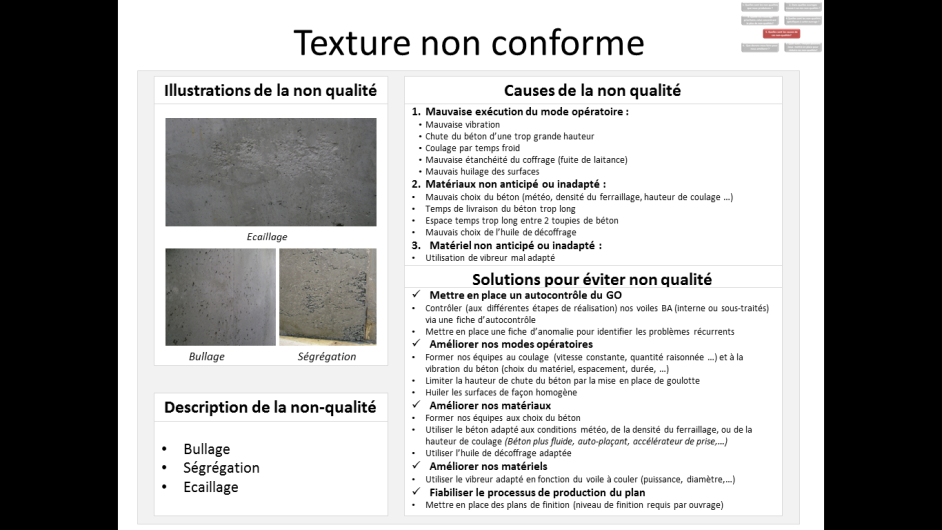 Texture non conforme
Illustrations de la non qualité
Ecaillage
Bullage
Ségrégation
Description de la non-qualité
• Bullage
• Ségrégation
• Ecaillage
Causes de la non qualité
1. Mauvaise exécution du mode opératoire :
• Mauvaise vibration
• Chute du béton d'une trop grande hauteur
• Coulage par temps froid
• Mauvaise étanchéité du coffrage (fuite de laitance)
• Mauvais huilage des surfaces
2. Matériaux non anticipé ou inadapté :
• Mauvais choix du béton (météo, densité du ferraillage, hauteur de coulage ...)
• Temps de livraison du béton trop long
• Espace temps trop long entre 2 toupies de béton
• Mauvais choix de l'huile de décoffrage
3. Matériel non anticipé ou inadapté :
• Utilisation de vibreur mal adapté
Solutions pour éviter non qualité
✓ Mettre en place un autocontrôle du GO
• Contrôler (aux différentes étapes de réalisation) nos voiles BA (interne ou sous-traités)
via une fiche d'autocontrôle
• Mettre en place une fiche d'anomalie pour identifier les problèmes récurrents
✓ Améliorer nos modes opératoires
• Former nos équipes au coulage (vitesse constante, quantité raisonnée ...) et à la
vibration du béton (choix du matériel, espacement, durée, ...)
• Limiter la hauteur de chute du béton par la mise en place de goulotte
• Huiler les surfaces de façon homogène
✓ Améliorer nos matériaux
• Former nos équipes aux choix du béton
• Utiliser le béton adapté aux conditions météo, de la densité du ferraillage, ou de la
hauteur de coulage (Béton plus fluide, auto-plaçant, accélérateur de prise,...)
• Utiliser l'huile de décoffrage adaptée
✓ Améliorer nos matériels
• Utiliser le vibreur adapté en fonction du voile à couler (puissance, diamètre,...)
✓ Fiabiliser le processus de production du plan
• Mettre en place des plans de finition (niveau de finition requis par ouvrage)